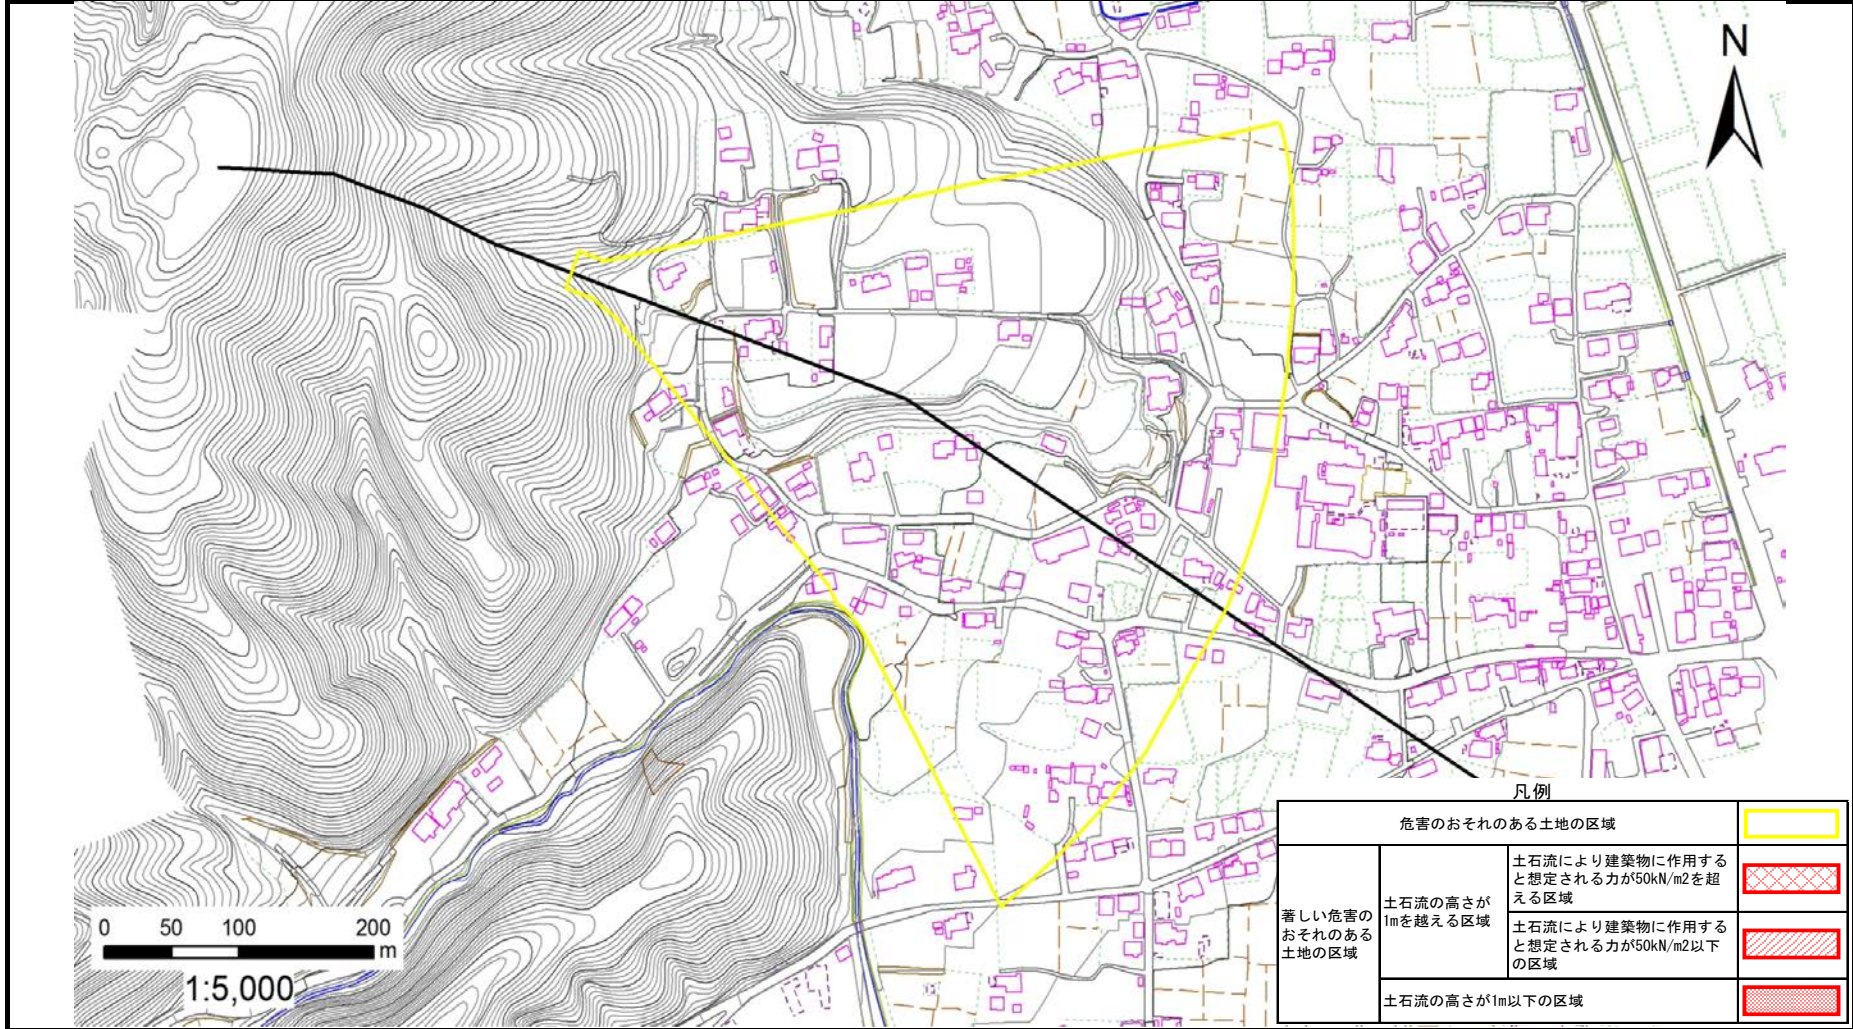 N
凡例
危害のおそれのある土地の区域
著しい危害の
おそれのある
土地の区域
土石流の高さが
1mを越える区域
土石流により建築物に作用する
と想定される力が50kN/m2を超
える区域
土石流により建築物に作用する
と想定される力が50kN/m2以下
の区域
土石流の高さが1m以下の区域
0 50 100 200
m
1:5,000